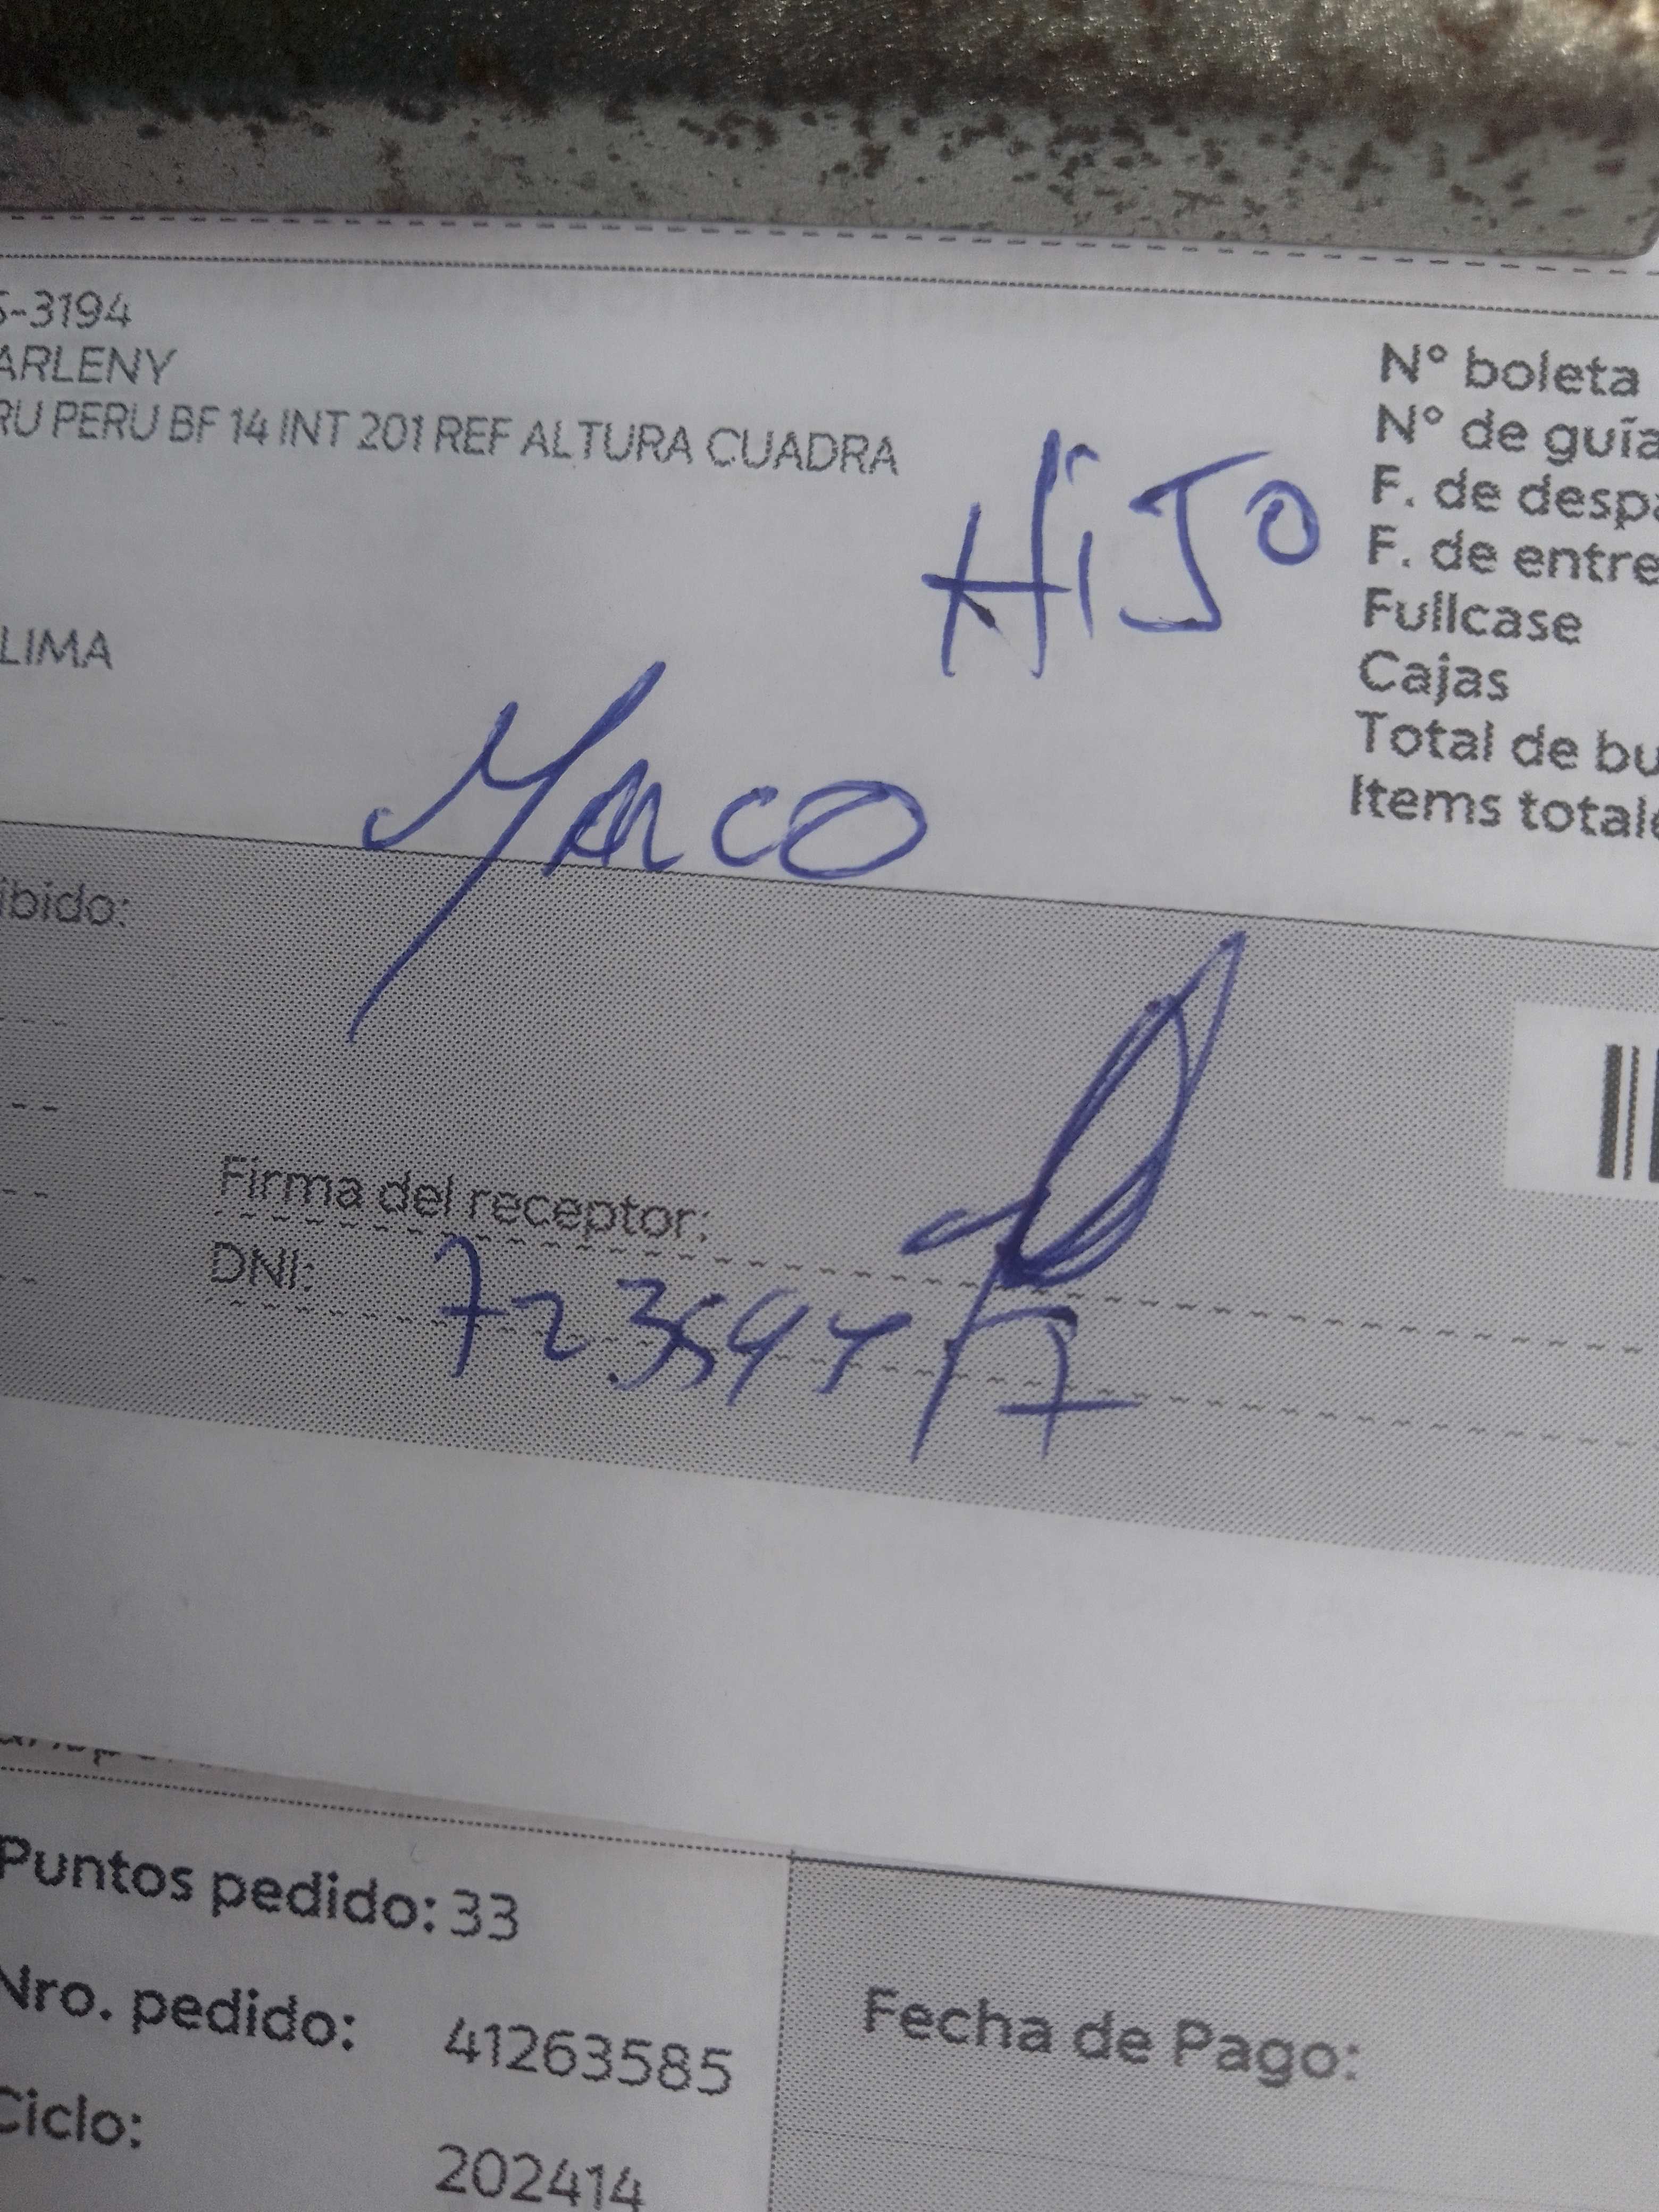 5-3194
ARLENY
RU PERU BF 14 INT 201 REF ALTURA CUADRA
LIMA
HiJO
Marco
N° boleta
N° de guía
F. de despa
F. de entre
Fullcase
Cajas
Total de bu
Items totale
ibido:
Firma del receptor:
DNI:
Puntos pedido: 33
Nro. pedido: 41263585
Ciclo: 202414
Fecha de Pago: